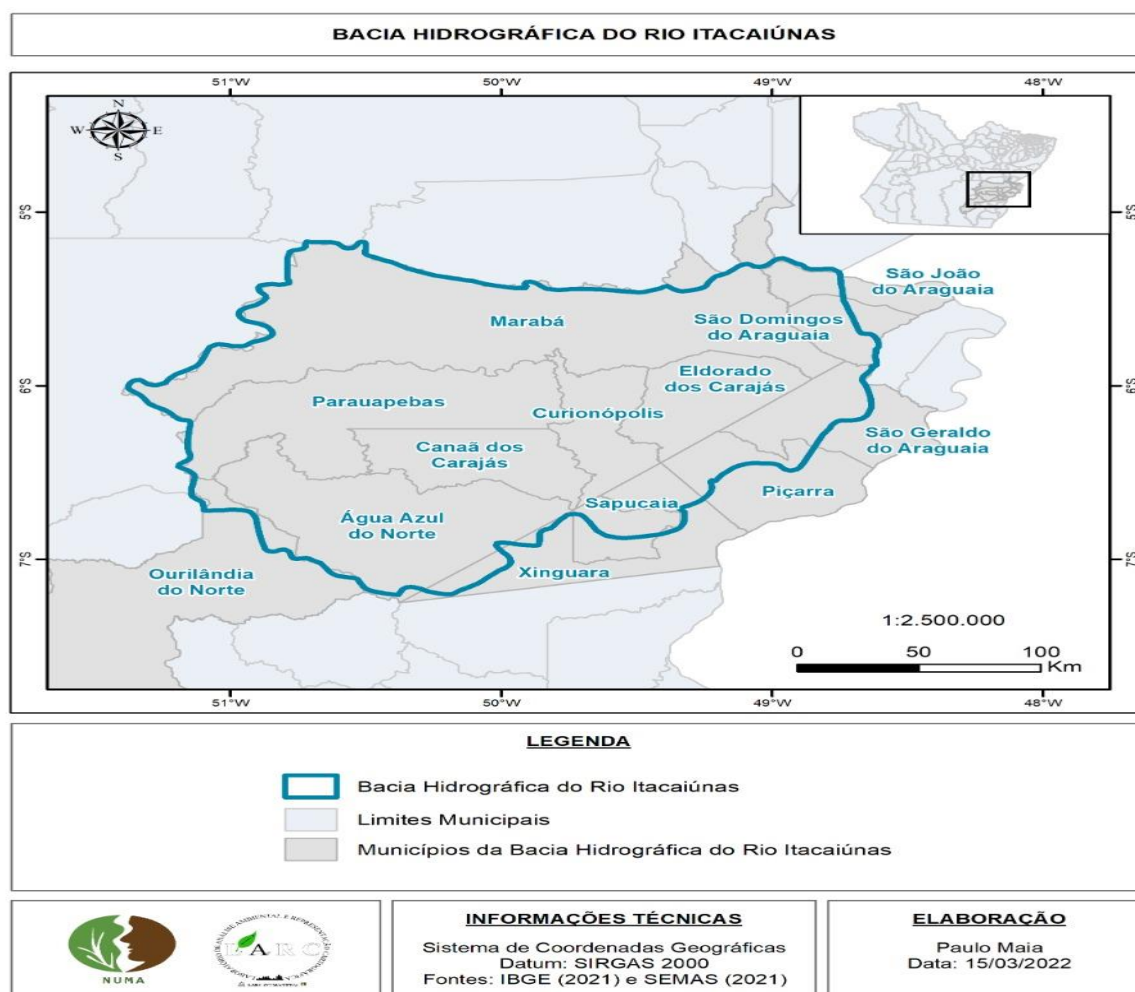 BACIA HIDROGRÁFICA DO RIO ITACAIÚNAS
51°W
50°W
49°W
48°W
N
W
E
S
5°S
5°S
São João
do Araguaia
Marabá
São Domingos
do Araguaia
6°S
6°S
Eldorado
dos Carajás
Parauapebas
Curionópolis
Canaã dos
Carajás
São Geraldo
do Araguaia
Piçarra
Sapucaia
Água Azul
do Norte
7°S
7°S
Ourilândia
do Norte
Xinguara
1:2.500.000
0
50
100
Km
51°W
50°W
49°W
48°W
LEGENDA
Bacia Hidrográfica do Rio Itacaiúnas
Limites Municipais
Municípios da Bacia Hidrográfica do Rio Itacaiúnas
NUMA
LARC
INFORMAÇÕES TÉCNICAS
Sistema de Coordenadas Geográficas
Datum: SIRGAS 2000
Fontes: IBGE (2021) e SEMAS (2021)
ELABORAÇÃO
Paulo Maia
Data: 15/03/2022